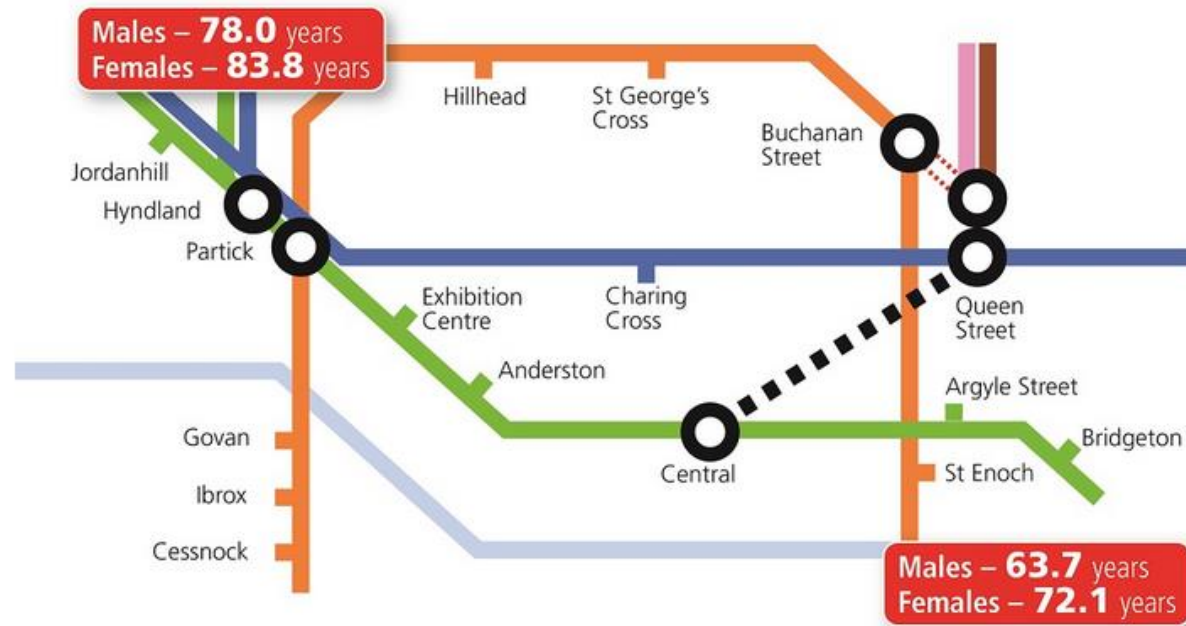 Males – 78.0 years
Females – 83.8 years
Hillhead
St George's
Cross
Buchanan
Street
Jordanhill
Hyndland
Partick
Exhibition
Centre
Charing
Cross
Queen
Street
Anderston
Argyle Street
Govan
Bridgeton
Central
St Enoch
Ibrox
Cessnock
Males – 63.7 years
Females – 72.1 years